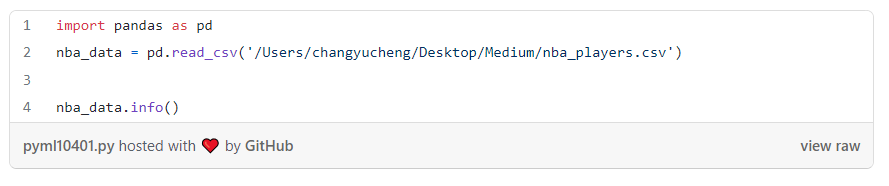 1 import pandas as pd
2 nba_data = pd.read_csv('/Users/changyucheng/Desktop/Medium/nba_players.csv')
3
4 nba_data.info()
pyml10401.py hosted with ❤ by GitHub view raw